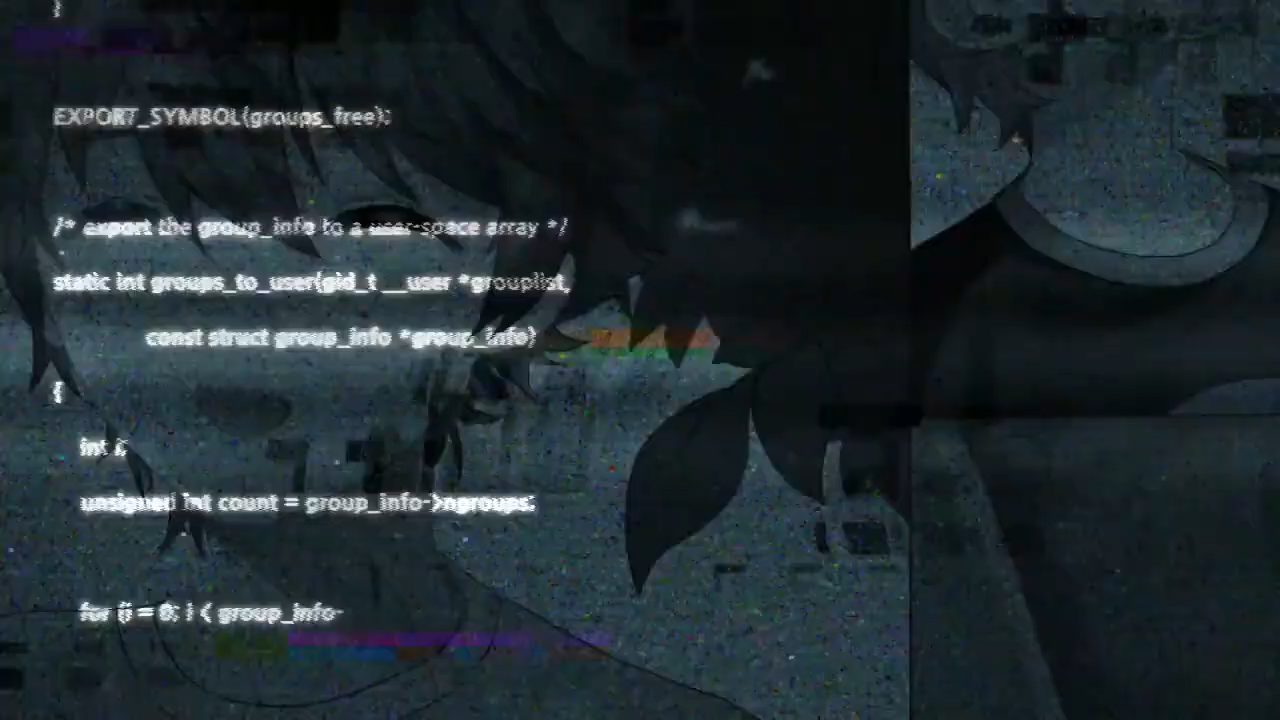 }
EXPORT_SYMBOL(groups_free);
/* export the group_info to a user-space array */
static int groups_to_user(gid_t __user *grouplist,
const struct group_info *group_info)
{
int i;
unsigned int count = group_info->ngroups;
for (i = 0; i < group_info-